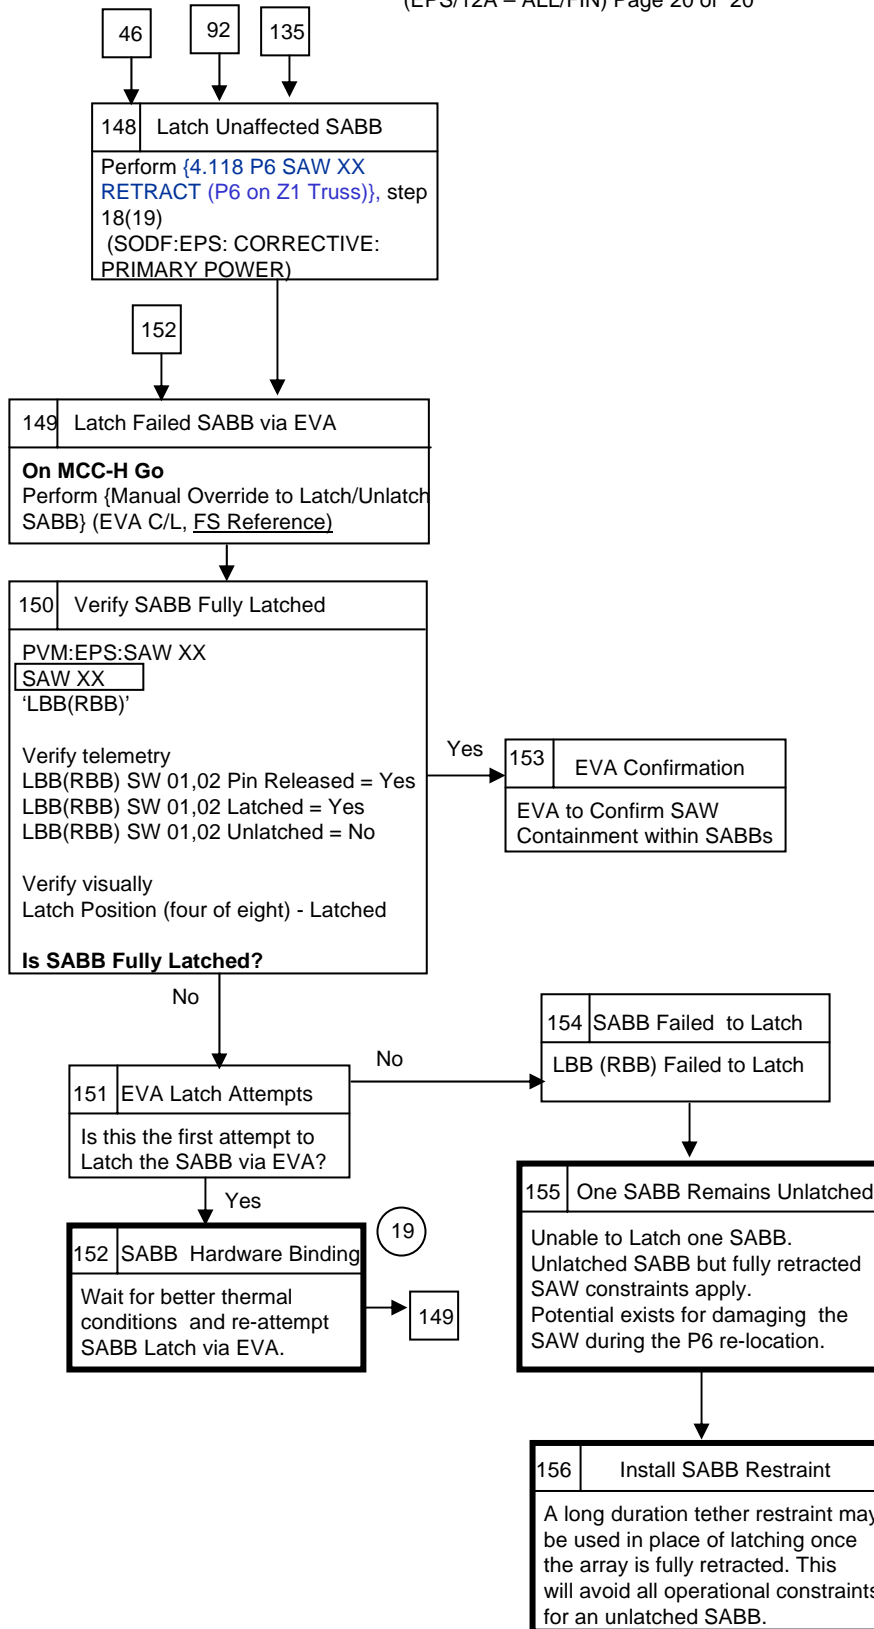 (EPS/12A – ALL/FIN) Page 20 of 20
46
92
135
148 Latch Unaffected SABB
Perform {4.118 P6 SAW XX
RETRACT (P6 on Z1 Truss)}, step
18(19)
(SODF:EPS: CORRECTIVE:
PRIMARY POWER)
152
149 Latch Failed SABB via EVA
On MCC-H Go
Perform {Manual Override to Latch/Unlatch
SABB} (EVA C/L, FS Reference)
150 Verify SABB Fully Latched
PVM:EPS:SAW XX
SAW XX
‘LBB(RBB)’
Verify telemetry
LBB(RBB) SW 01,02 Pin Released = Yes
LBB(RBB) SW 01,02 Latched = Yes
LBB(RBB) SW 01,02 Unlatched = No
Verify visually
Latch Position (four of eight) - Latched
Is SABB Fully Latched?
Yes
153 EVA Confirmation
EVA to Confirm SAW
Containment within SABBs
No
151 EVA Latch Attempts
Is this the first attempt to
Latch the SABB via EVA?
No
154 SABB Failed to Latch
LBB (RBB) Failed to Latch
Yes
152 SABB Hardware Binding
Wait for better thermal
conditions and re-attempt
SABB Latch via EVA.
19
149
155 One SABB Remains Unlatched
Unable to Latch one SABB.
Unlatched SABB but fully retracted
SAW constraints apply.
Potential exists for damaging the
SAW during the P6 re-location.
156 Install SABB Restraint
A long duration tether restraint may
be used in place of latching once
the array is fully retracted. This
will avoid all operational constraints
for an unlatched SABB.